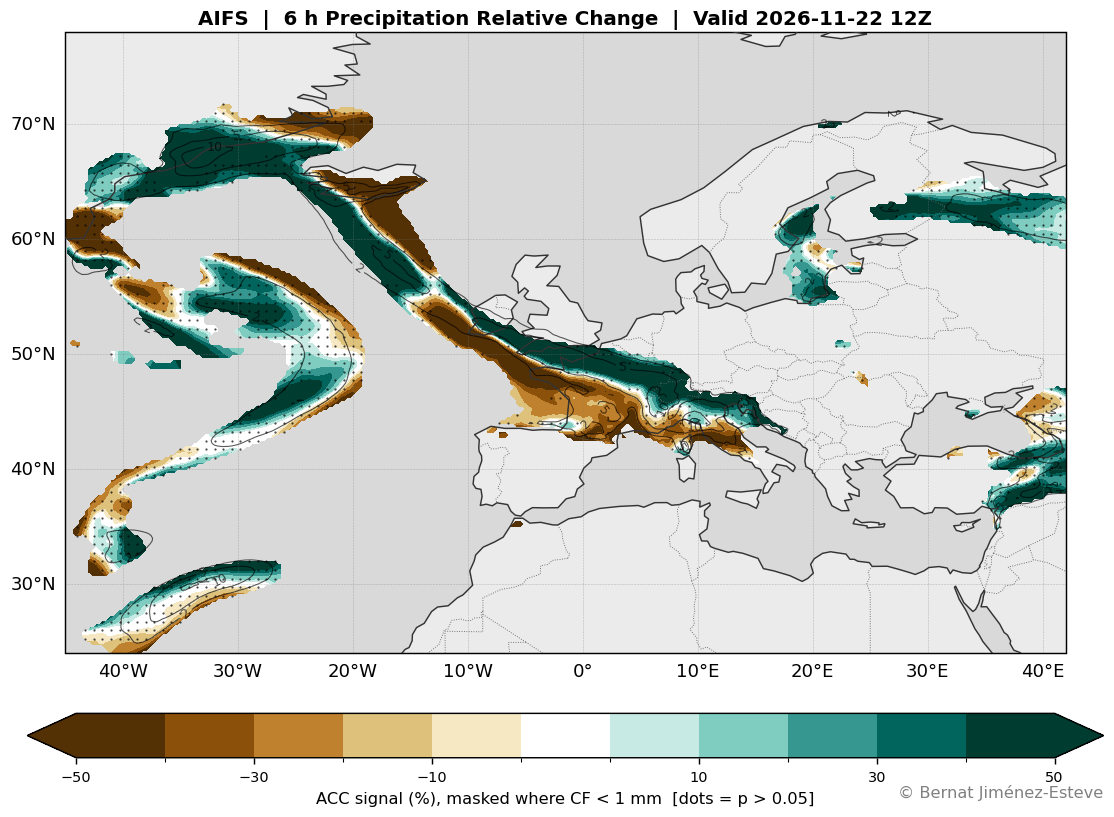 AIFS | 6 h Precipitation Relative Change | Valid 2026-11-22 12Z
70°N
60°N
50°N
40°N
30°N
40°W 30°W 20°W 10°W 0° 10°E 20°E 30°E 40°E
−50 −30 −10 10 30 50
ACC signal (%), masked where CF < 1 mm [dots = p > 0.05]
© Bernat Jiménez-Esteve